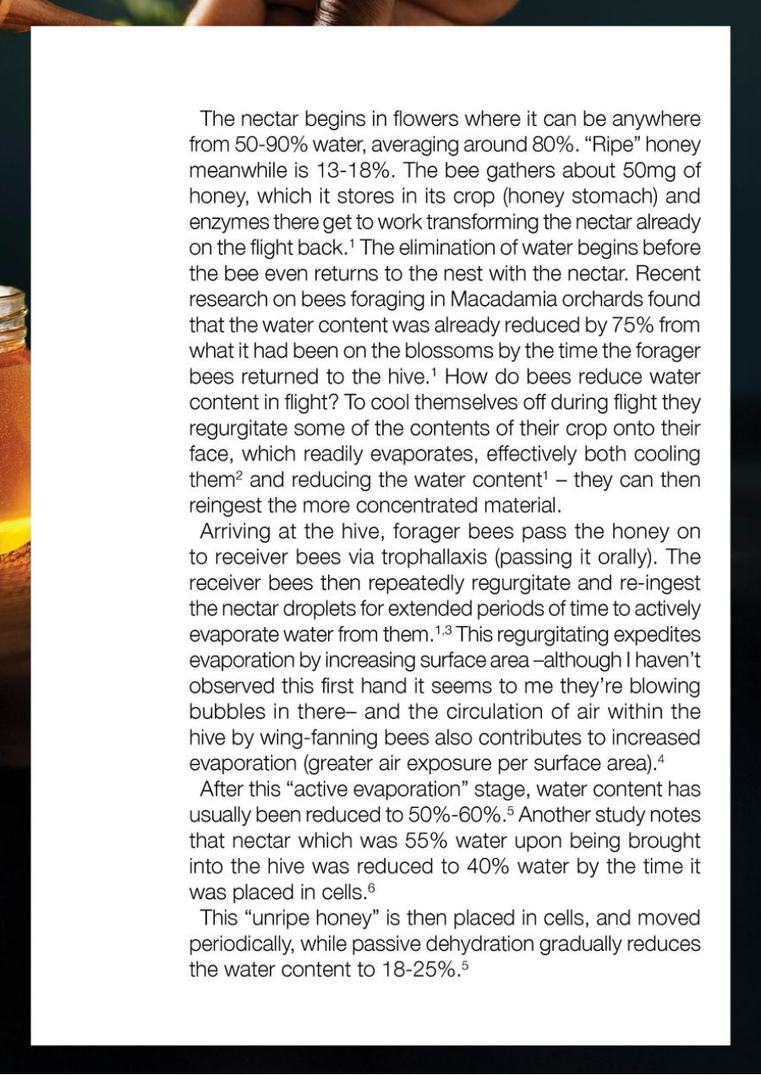 The nectar begins in flowers where it can be anywhere
from 50-90% water, averaging around 80%. “Ripe” honey
meanwhile is 13-18%. The bee gathers about 50mg of
honey, which it stores in its crop (honey stomach) and
enzymes there get to work transforming the nectar already
on the flight back.¹ The elimination of water begins before
the bee even returns to the nest with the nectar. Recent
research on bees foraging in Macadamia orchards found
that the water content was already reduced by 75% from
what it had been on the blossoms by the time the forager
bees returned to the hive.¹ How do bees reduce water
content in flight? To cool themselves off during flight they
regurgitate some of the contents of their crop onto their
face, which readily evaporates, effectively both cooling
them² and reducing the water content¹ – they can then
reingest the more concentrated material.
Arriving at the hive, forager bees pass the honey on
to receiver bees via trophallaxis (passing it orally). The
receiver bees then repeatedly regurgitate and re-ingest
the nectar droplets for extended periods of time to actively
evaporate water from them.¹,³ This regurgitating expedites
evaporation by increasing surface area –although I haven’t
observed this first hand it seems to me they’re blowing
bubbles in there– and the circulation of air within the
hive by wing-fanning bees also contributes to increased
evaporation (greater air exposure per surface area).⁴
After this “active evaporation” stage, water content has
usually been reduced to 50%-60%.⁵ Another study notes
that nectar which was 55% water upon being brought
into the hive was reduced to 40% water by the time it
was placed in cells.⁶
This “unripe honey” is then placed in cells, and moved
periodically, while passive dehydration gradually reduces
the water content to 18-25%.⁵